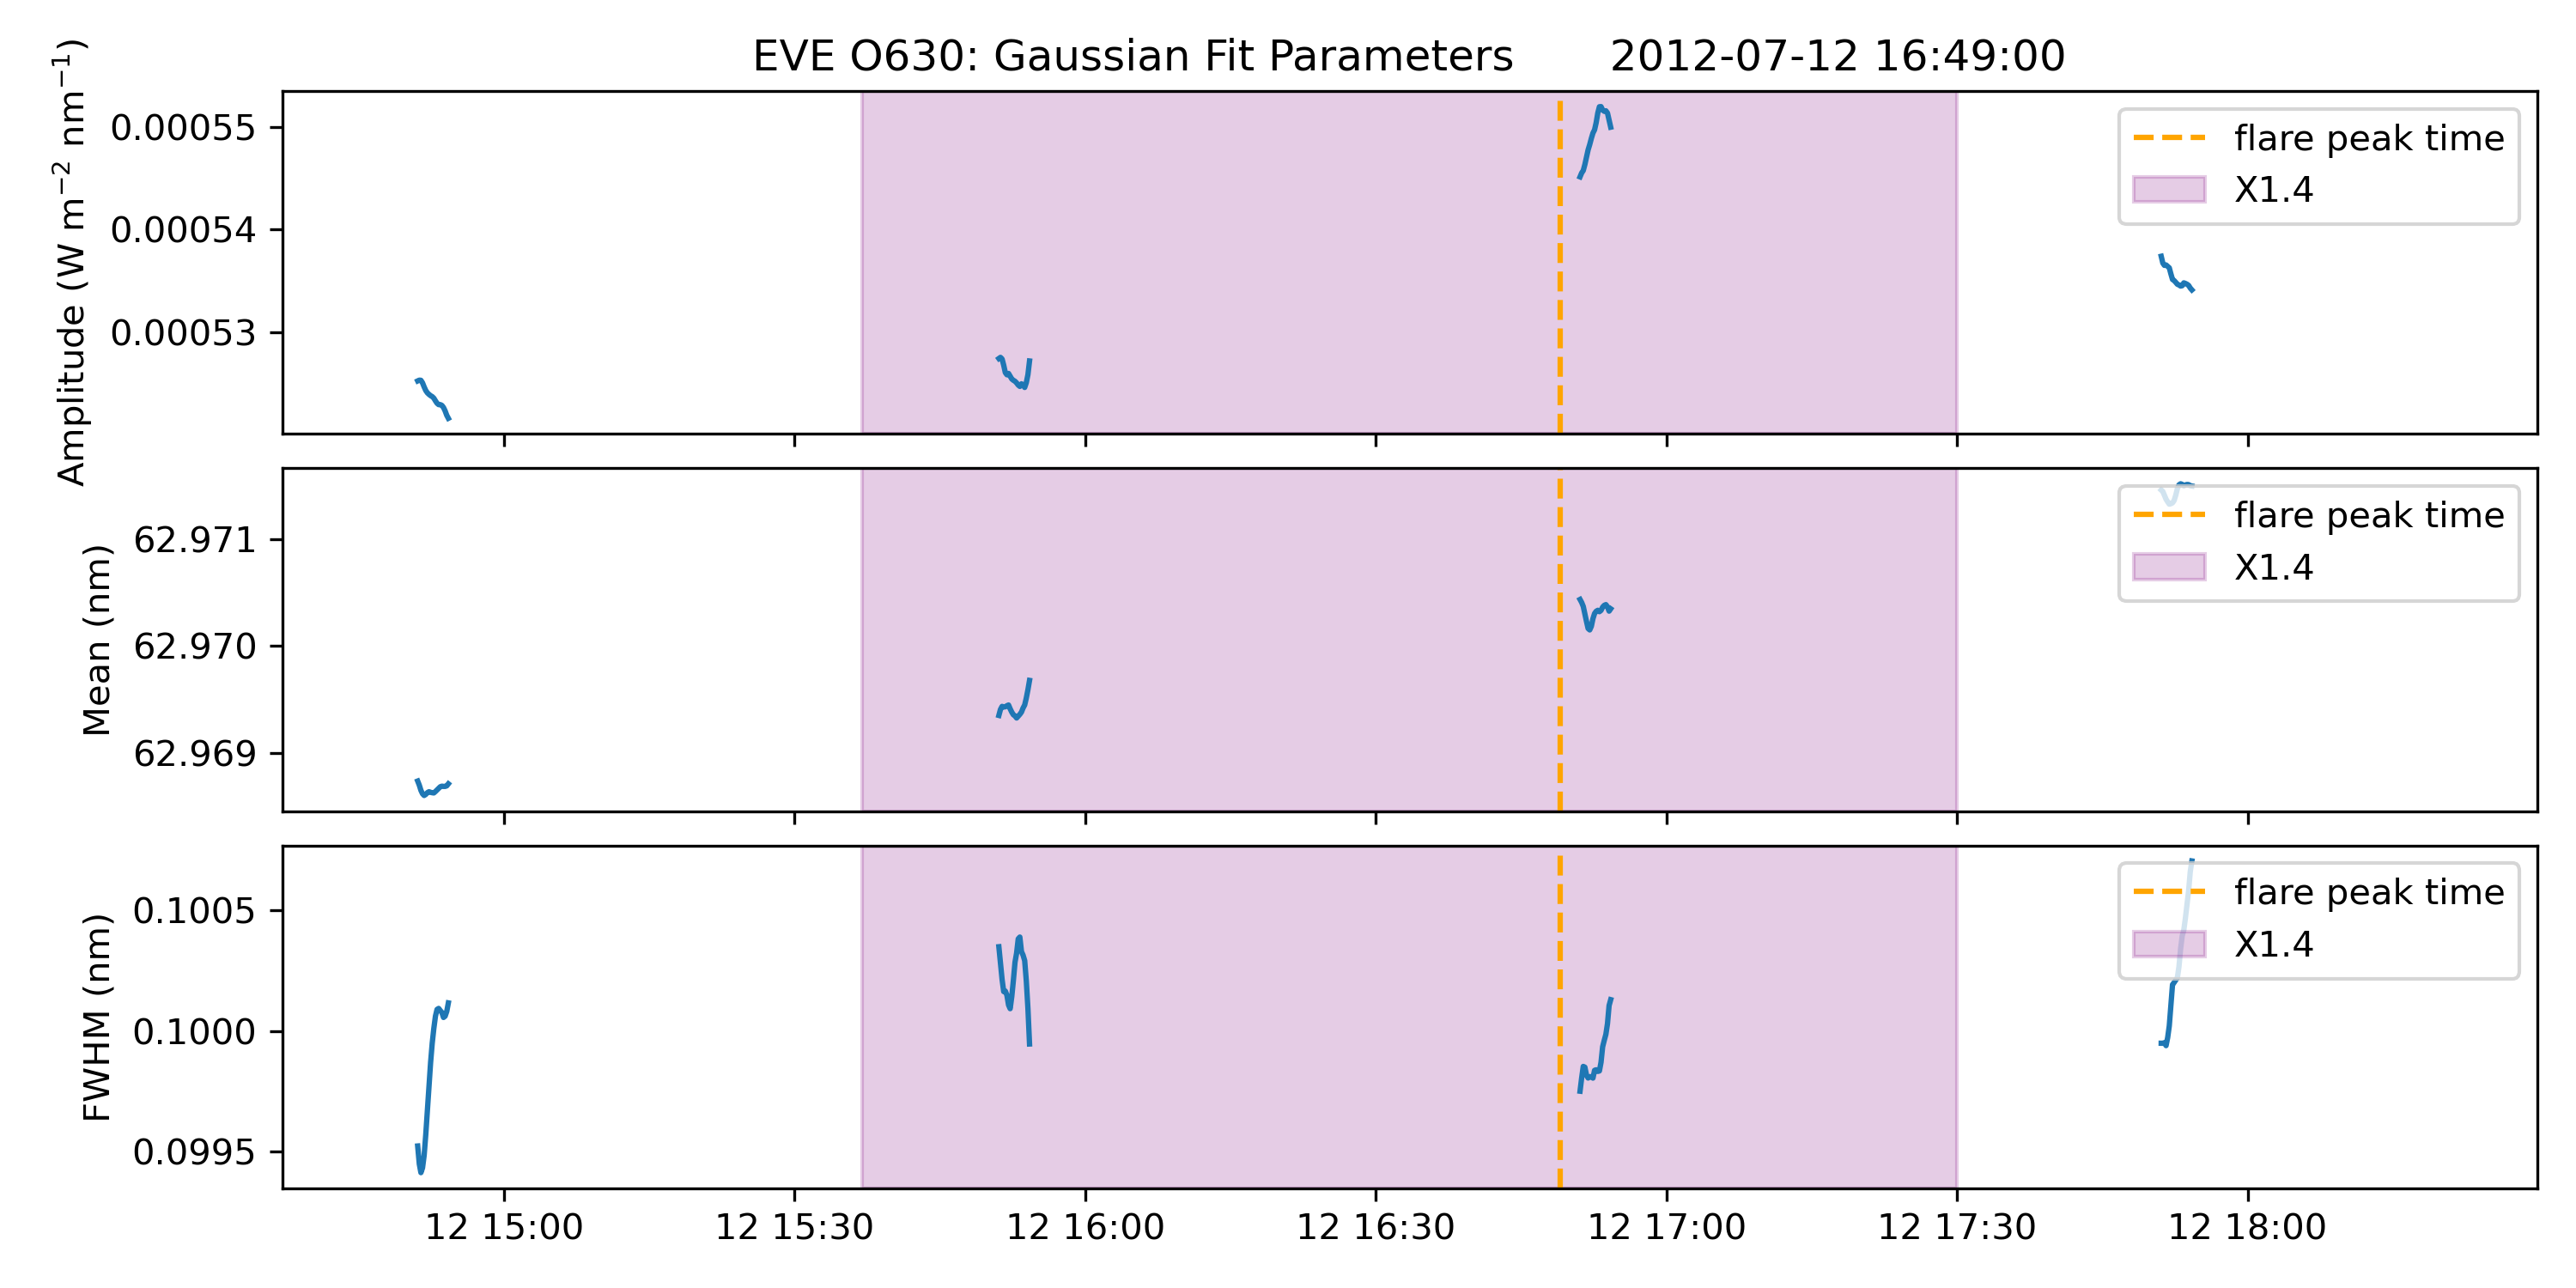 EVE O630: Gaussian Fit Parameters 2012-07-12 16:49:00
Amplitude (W m⁻² nm⁻¹)
0.00055
0.00054
0.00053
flare peak time
X1.4
Mean (nm)
62.971
62.970
62.969
flare peak time
X1.4
FWHM (nm)
0.1005
0.1000
0.0995
flare peak time
X1.4
12 15:00 12 15:30 12 16:00 12 16:30 12 17:00 12 17:30 12 18:00